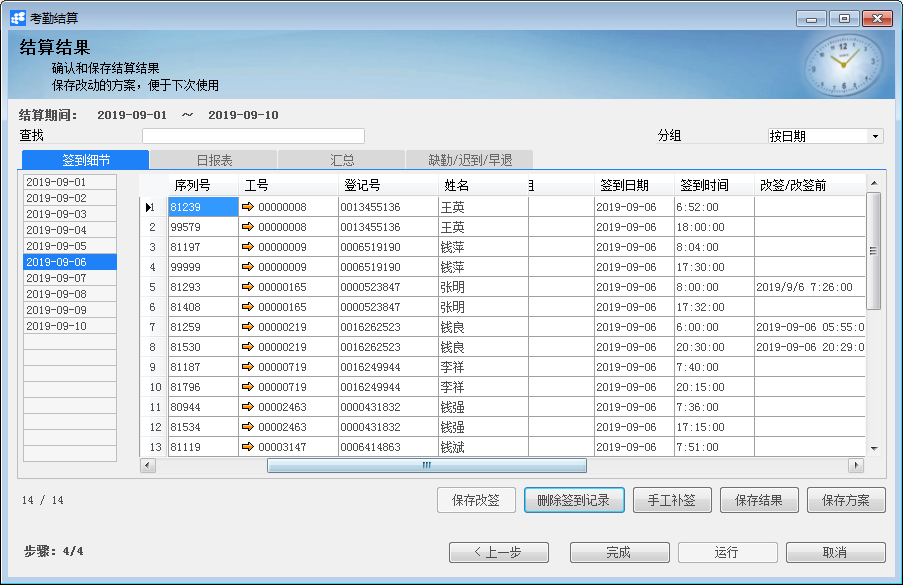 考勤结算
结算结果
确认和保存结算结果
保存改动的方案，便于下次使用
结算期间： 2019-09-01 ～ 2019-09-10
查找 分组 按日期
签到细节 日报表 汇总 缺勤/迟到/早退
2019-09-01
2019-09-02
2019-09-03
2019-09-04
2019-09-05
2019-09-06
2019-09-07
2019-09-08
2019-09-09
2019-09-10
序列号 工号 登记号 姓名 签到日期 签到时间 改签/改签前
1 81239 00000008 0013455136 王英 2019-09-06 6:52:00
2 99579 00000008 0013455136 王英 2019-09-06 18:00:00
3 81197 00000009 0006519190 钱萍 2019-09-06 8:04:00
4 99999 00000009 0006519190 钱萍 2019-09-06 17:30:00
5 81293 00000165 0000523847 张明 2019-09-06 8:00:00 2019/9/6 7:26:00
6 81408 00000165 0000523847 张明 2019-09-06 17:32:00
7 81259 00000219 0016262523 钱良 2019-09-06 6:00:00 2019-09-06 05:55:0
8 81530 00000219 0016262523 钱良 2019-09-06 20:30:00 2019-09-06 20:29:0
9 81187 00000719 0016249944 李祥 2019-09-06 7:40:00
10 81796 00000719 0016249944 李祥 2019-09-06 20:15:00
11 80944 00002463 0000431832 钱强 2019-09-06 7:36:00
12 81534 00002463 0000431832 钱强 2019-09-06 17:15:00
13 81119 00003147 0006414863 钱斌 2019-09-06 7:51:00
14 / 14
保存改签 删除签到记录 手工补签 保存结果 保存方案
步骤: 4/4
< 上一步 完成 运行 取消